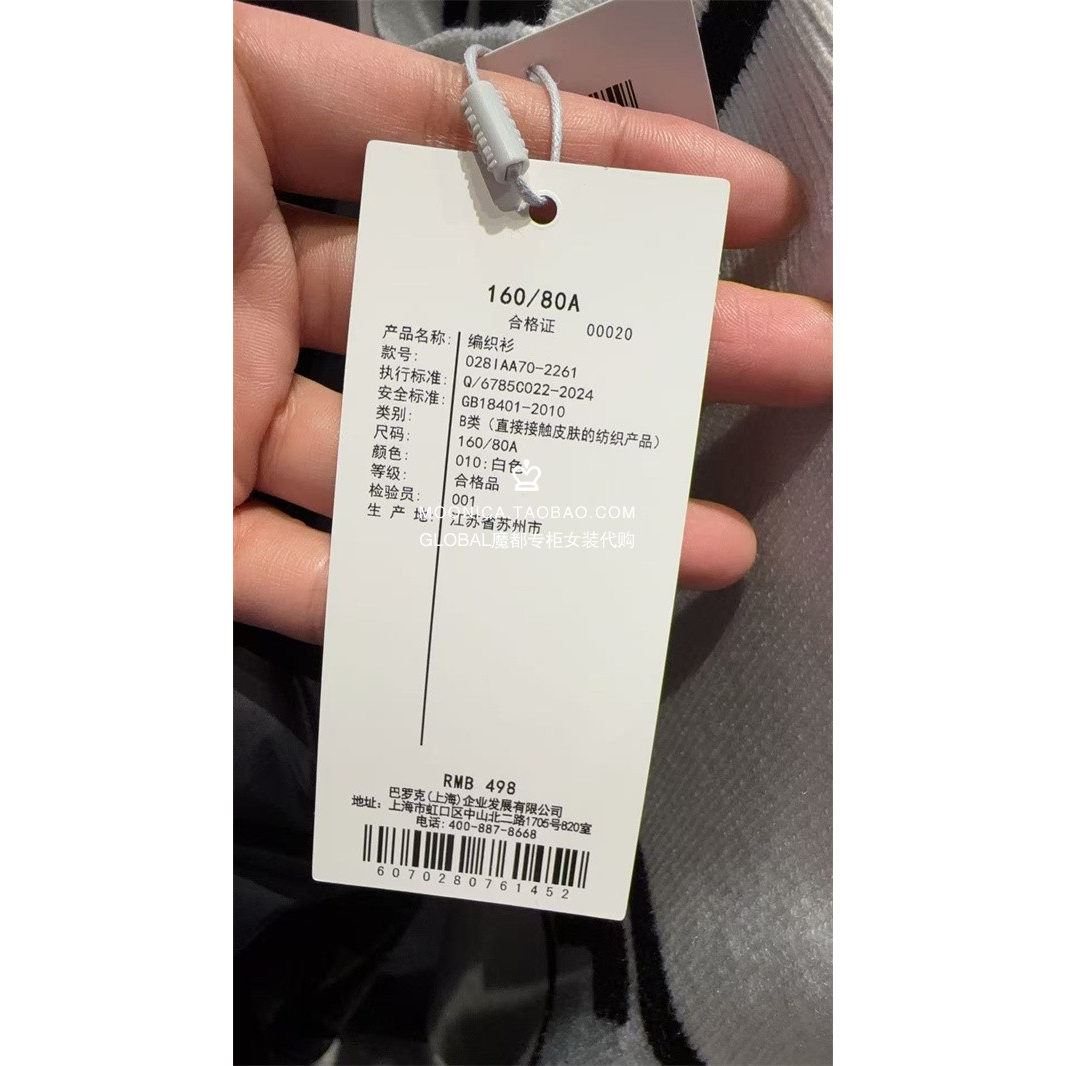 160/80A
合格证 00020
产品名称: 编织衫
款号: 028IAA70-2261
执行标准: Q/6785C022-2024
安全标准: GB18401-2010
类别: B类（直接接触皮肤的纺织产品）
尺码: 160/80A
颜色: 010:白色
等级: 合格品
检验员: 001
生 产 地: 江苏省苏州市
MOONICA.TAOBAO.COM
GLOBAL魔都专柜女装代购
RMB 498
巴罗克(上海)企业发展有限公司
地址: 上海市虹口区中山北二路1705号820室
电话: 400-887-8668
6070280761452